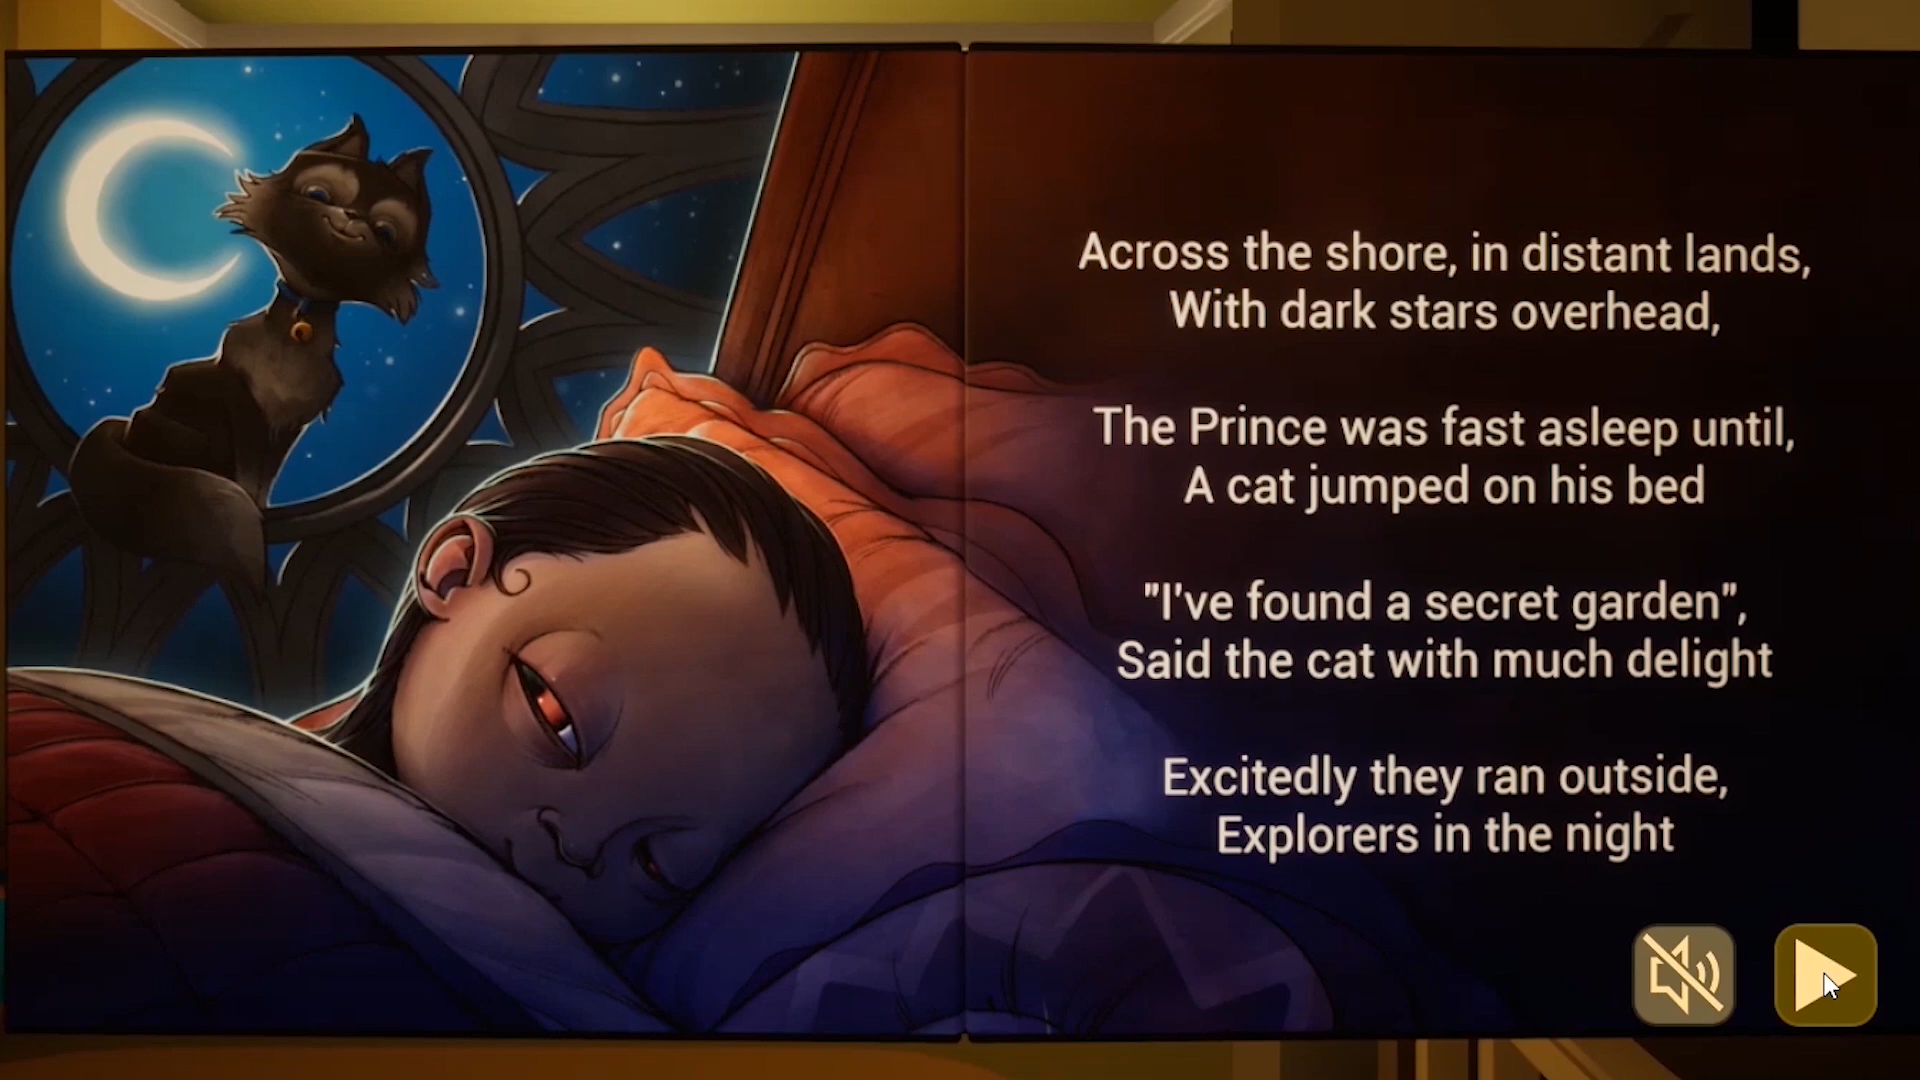 Across the shore, in distant lands,
With dark stars overhead,
The Prince was fast asleep until,
A cat jumped on his bed
"I've found a secret garden",
Said the cat with much delight
Excitedly they ran outside,
Explorers in the night